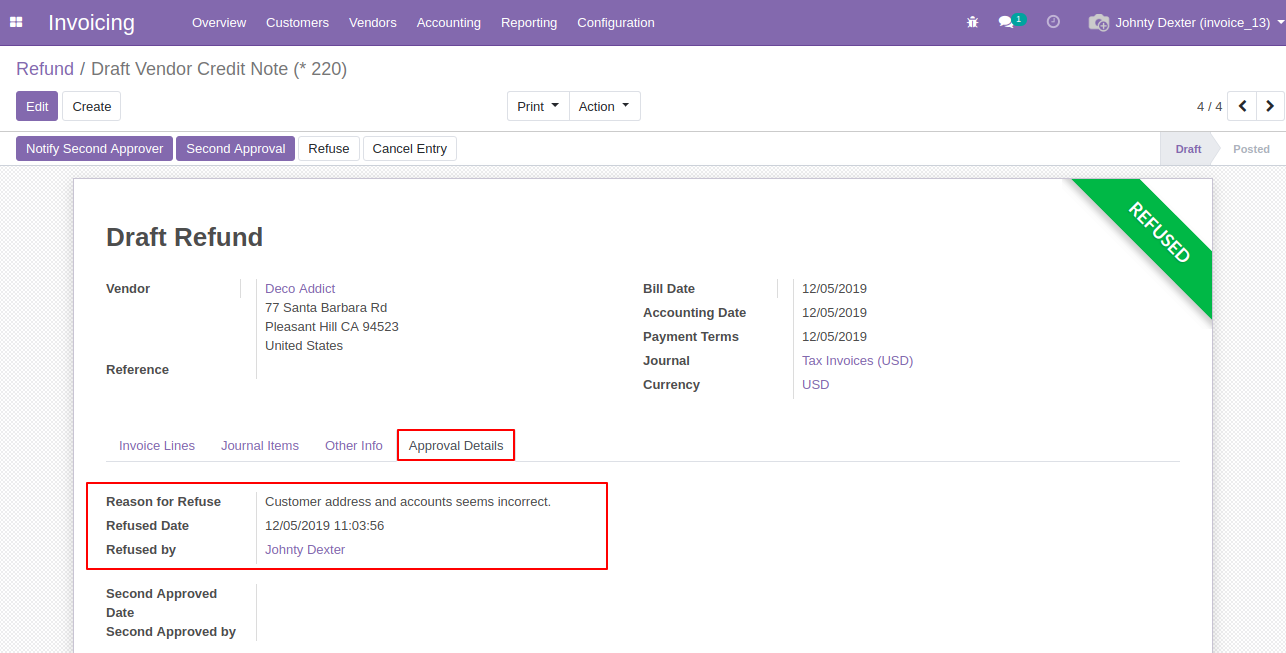 Invoicing Overview Customers Vendors Accounting Reporting Configuration 1 Johnty Dexter (invoice_13)
Refund / Draft Vendor Credit Note (* 220)
Edit Create Print Action 4 / 4
Notify Second Approver Second Approval Refuse Cancel Entry Draft Posted
REFUSED
Draft Refund
Vendor Deco Addict Bill Date 12/05/2019
77 Santa Barbara Rd Accounting Date 12/05/2019
Pleasant Hill CA 94523 Payment Terms 12/05/2019
United States Journal Tax Invoices (USD)
Reference Currency USD
Invoice Lines Journal Items Other Info Approval Details
Reason for Refuse Customer address and accounts seems incorrect.
Refused Date 12/05/2019 11:03:56
Refused by Johnty Dexter
Second Approved
Date
Second Approved by